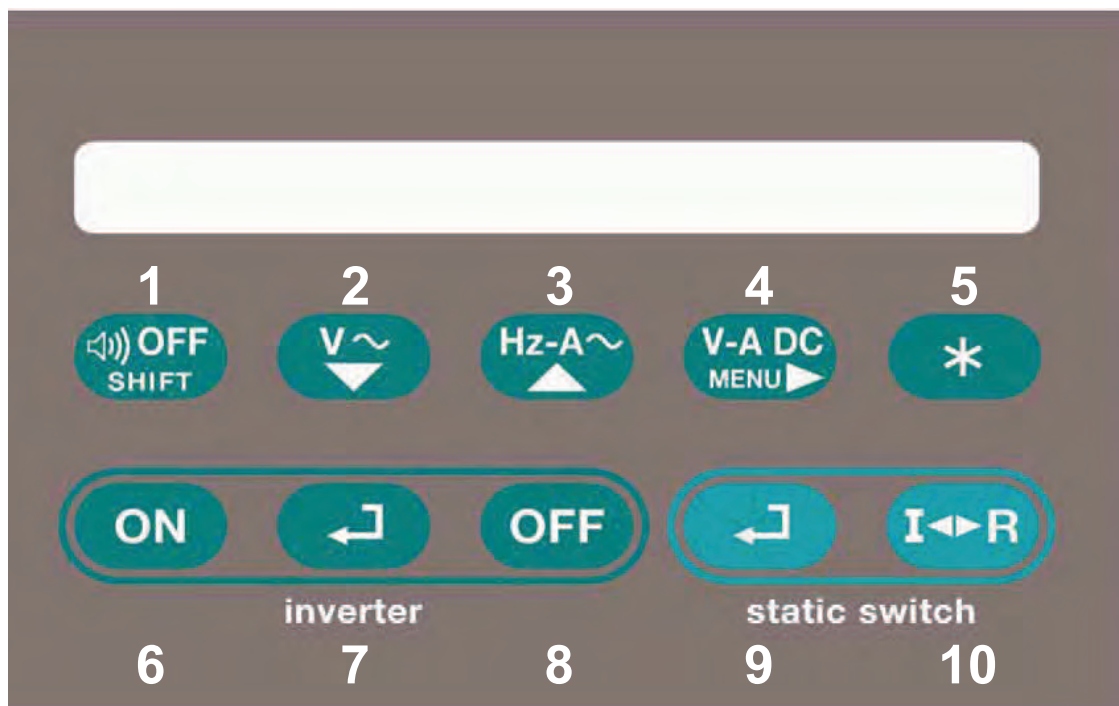 1 2 3 4 5
OFF V~ Hz-A~ V-A DC *
SHIFT MENU
ON OFF I◄►R
inverter static switch
6 7 8 9 10